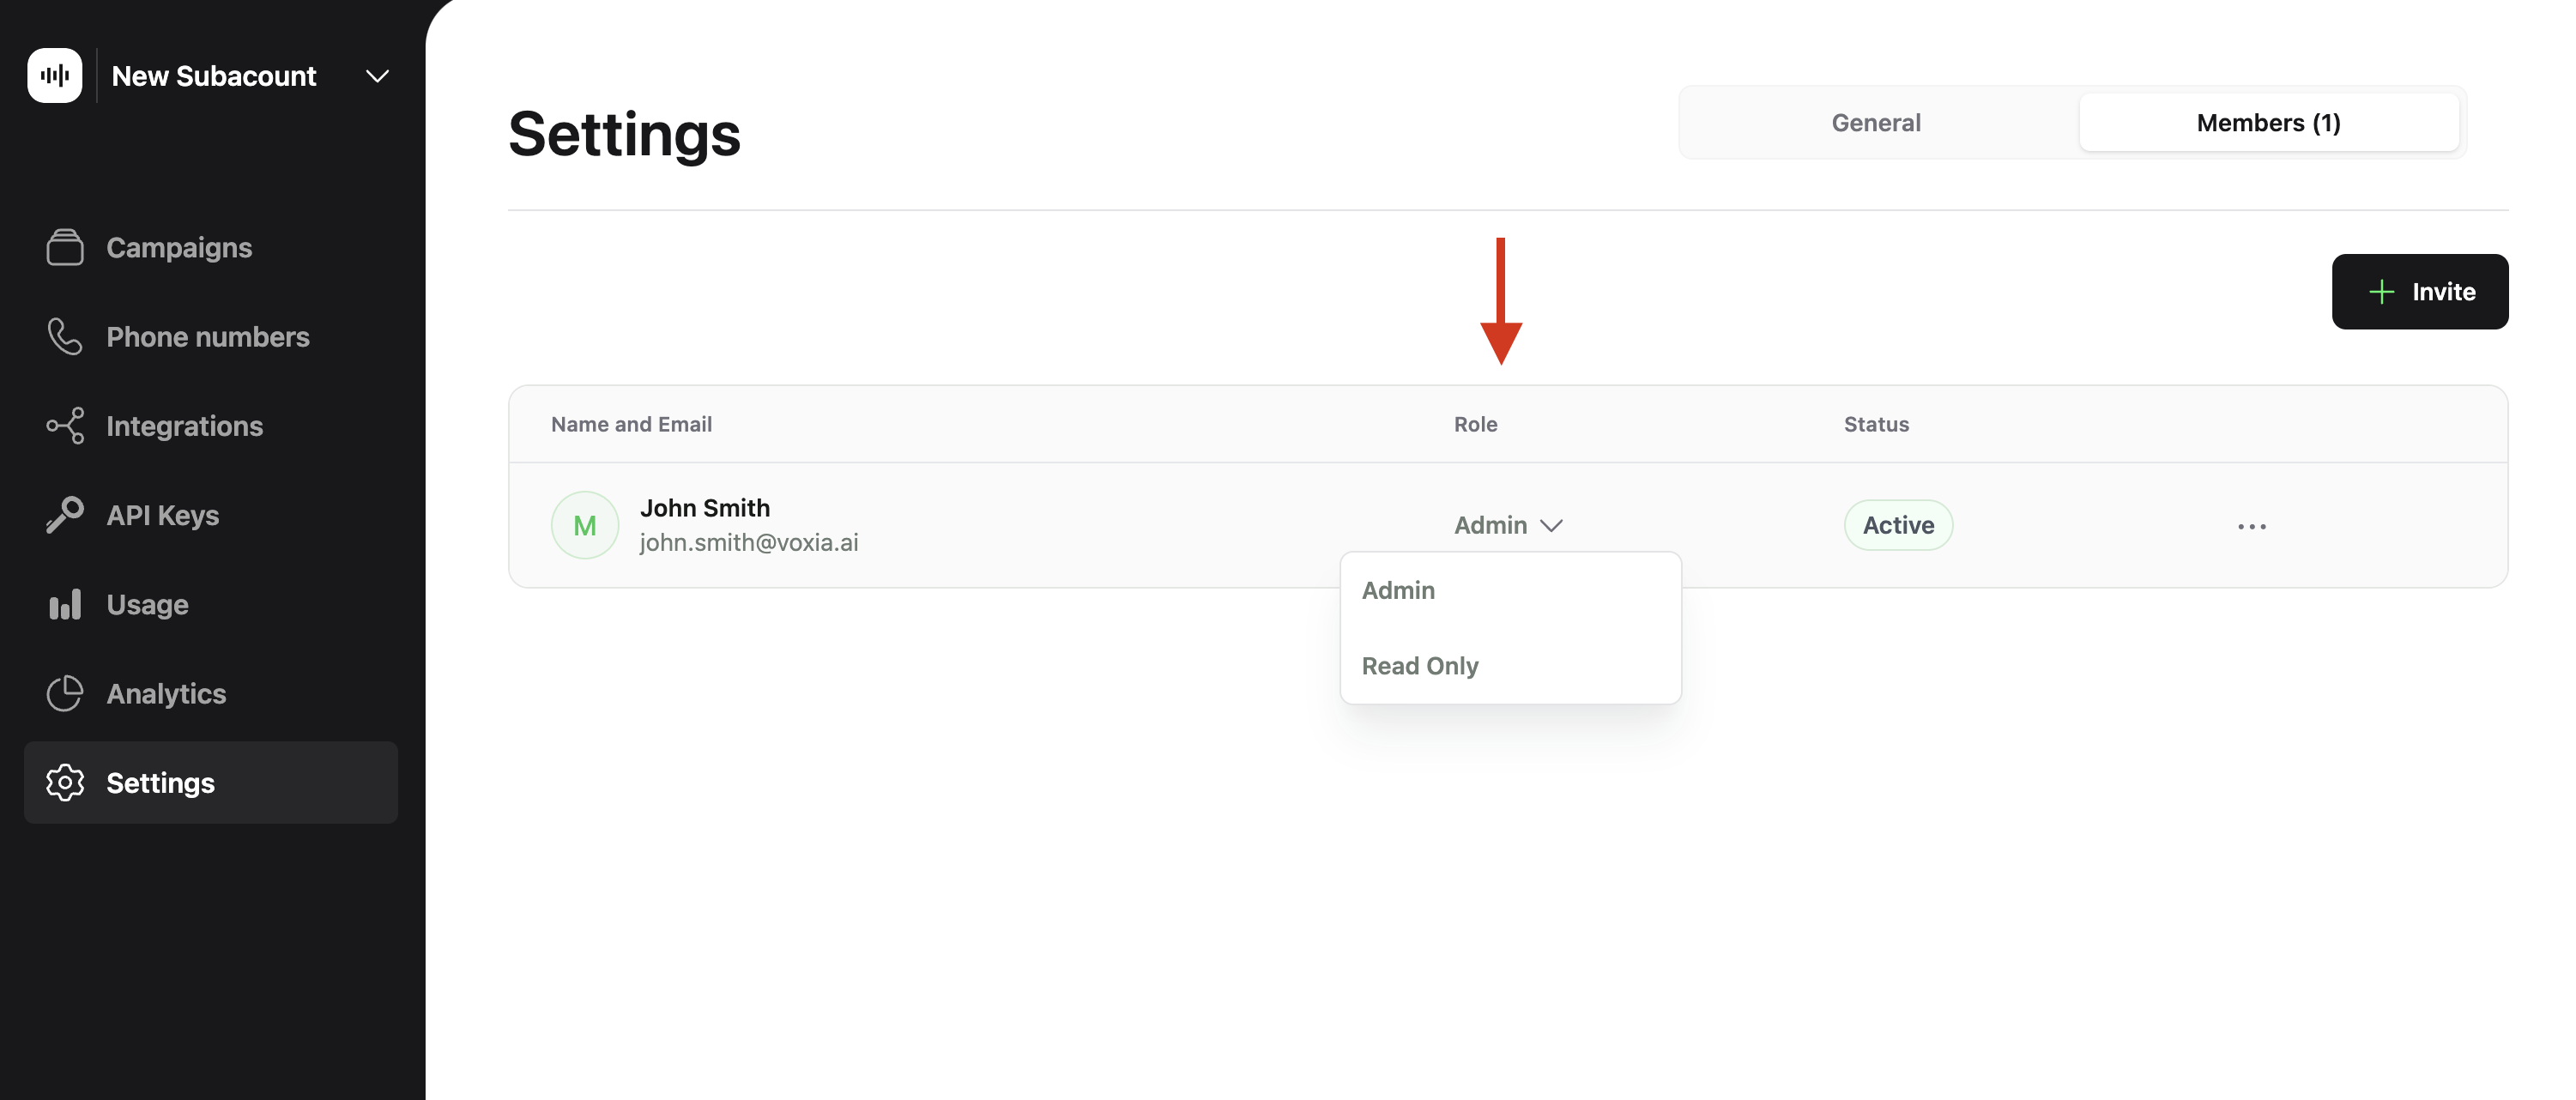 New Subacount
Campaigns
Phone numbers
Integrations
API Keys
Usage
Analytics
Settings
Settings
General
Members (1)
Invite
Name and Email
Role
Status
M
John Smith
john.smith@voxia.ai
Admin
Active
Admin
Read Only